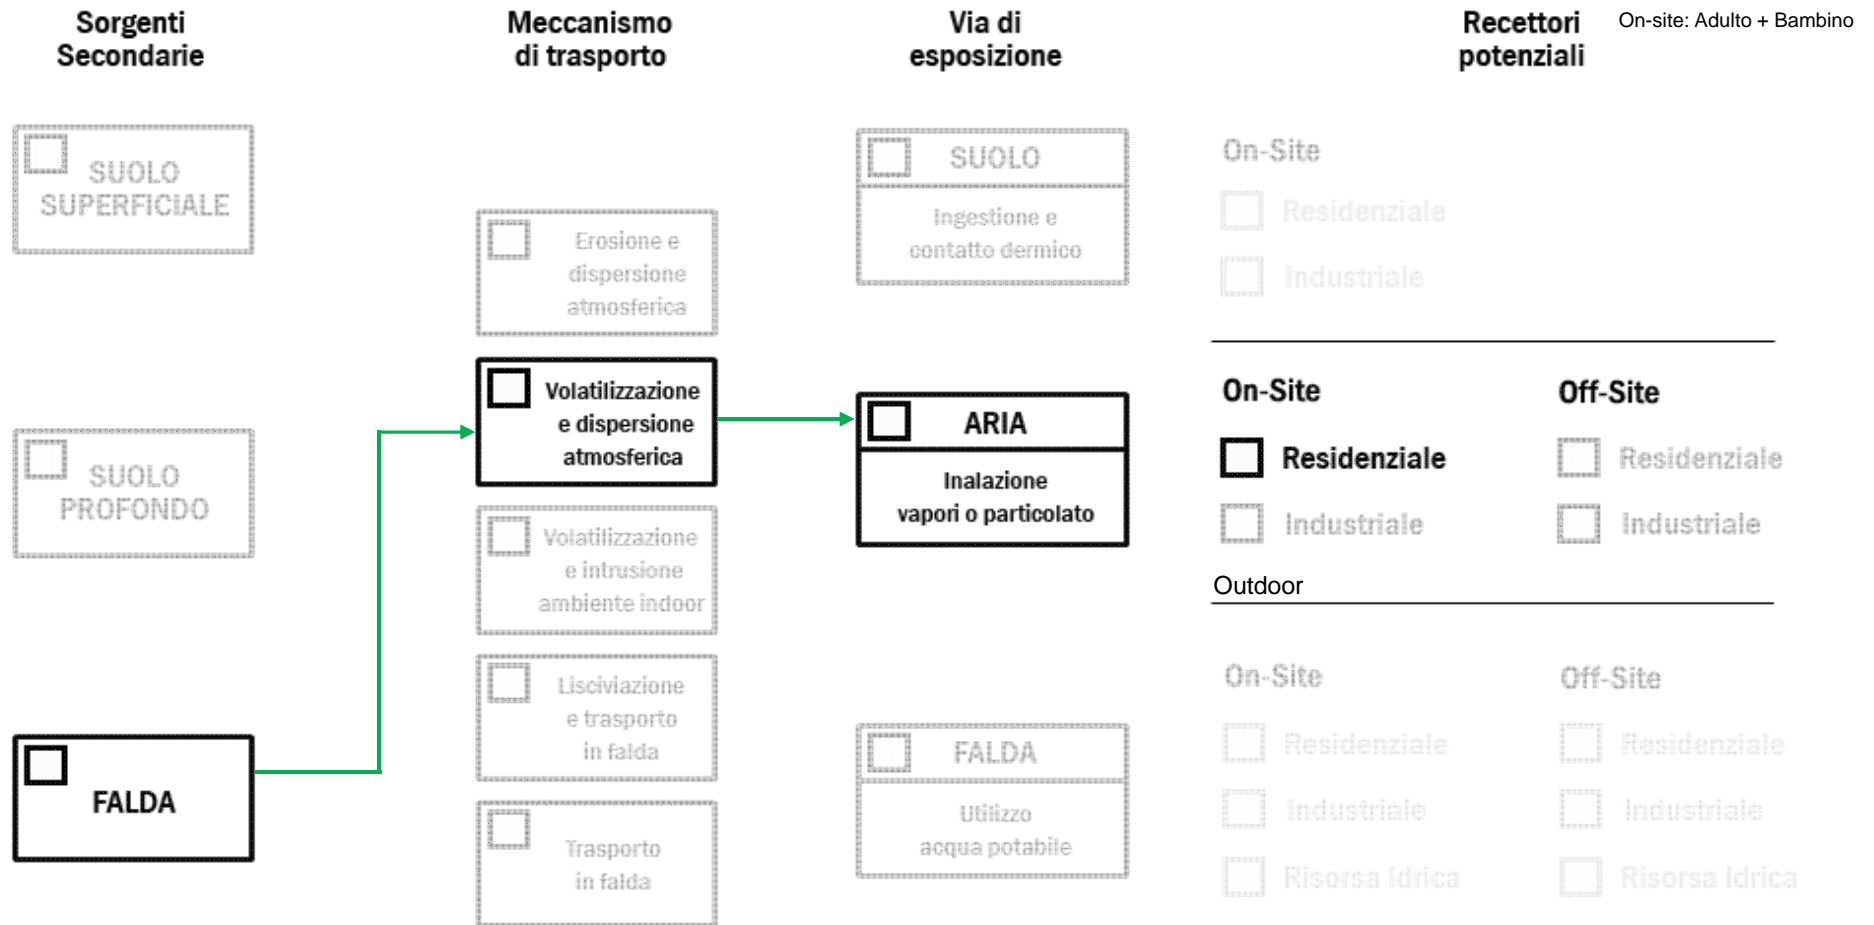 Sorgenti
Secondarie
Meccanismo
di trasporto
Via di
esposizione
Recettori
potenziali
On-site: Adulto + Bambino
SUOLO
SUPERFICIALE
SUOLO
PROFONDO
FALDA
Erosione e
dispersione
atmosferica
Volatilizzazione
e dispersione
atmosferica
Volatilizzazione
e intrusione
ambiente indoor
Lisciviazione
e trasporto
in falda
Trasporto
in falda
SUOLO
Ingestione e
contatto dermico
ARIA
Inalazione
vapori o particolato
FALDA
Utilizzo
acqua potabile
On-Site
Residenziale
Industriale
On-Site
Off-Site
Residenziale
Residenziale
Industriale
Industriale
Outdoor
On-Site
Off-Site
Residenziale
Residenziale
Industriale
Industriale
Risorsa Idrica
Risorsa Idrica